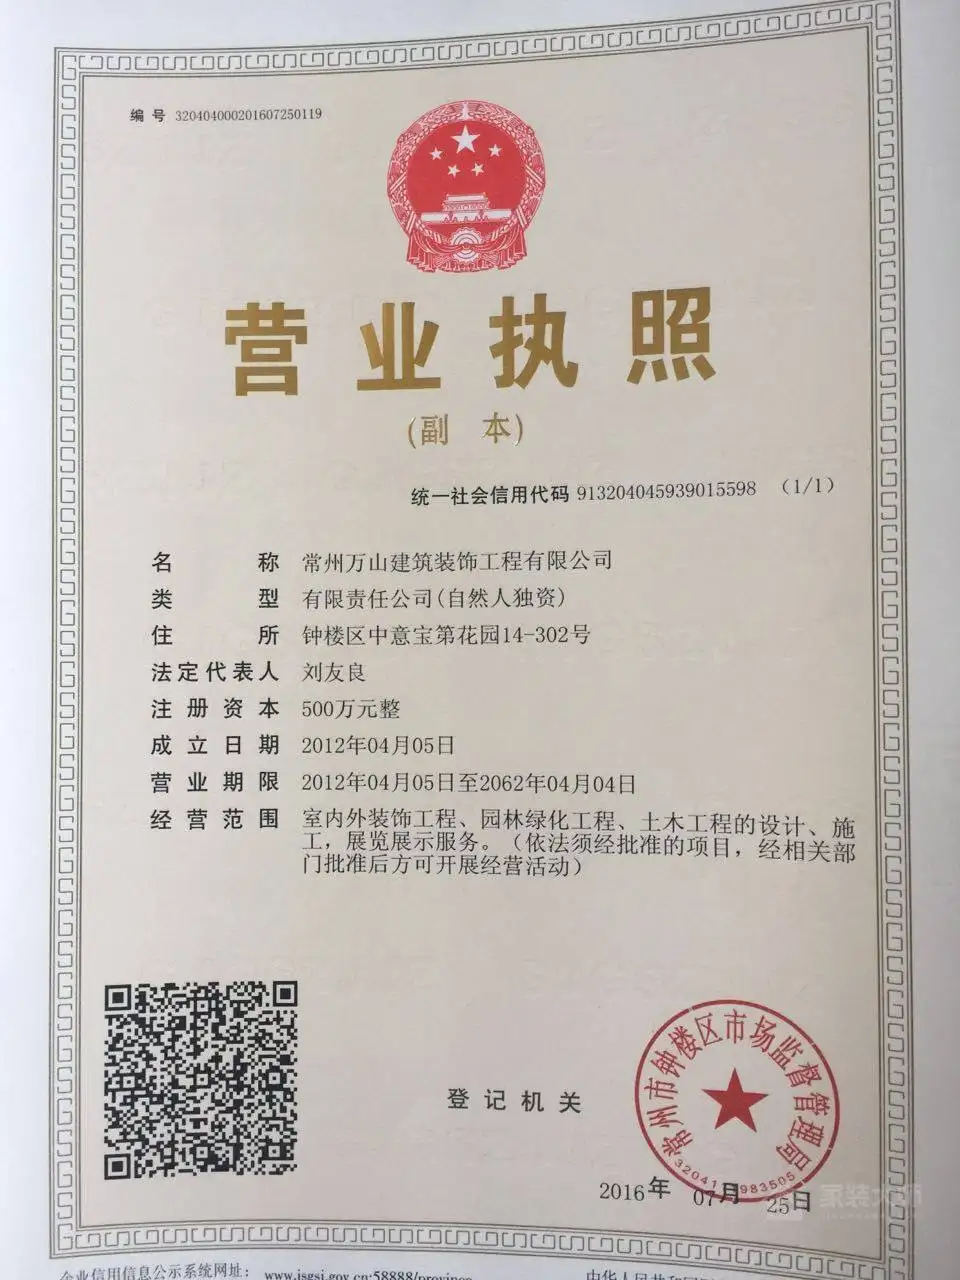 编 号 320404000201607250119
营业执照
(副 本)
统一社会信用代码 913204045939015598 (1/1)
名 称 常州万山建筑装饰工程有限公司
类 型 有限责任公司(自然人独资)
住 所 钟楼区中意宝第花园14-302号
法定代表人 刘友良
注册资本 500万元整
成立日期 2012年04月05日
营业期限 2012年04月05日至2062年04月04日
经营范围 室内外装饰工程、园林绿化工程、土木工程的设计、施
工，展览展示服务。（依法须经批准的项目，经相关部
门批准后方可开展经营活动）
登记机关
常州市钟楼区市场监督管理局
2016年 07月 25日
家装大师
企业信用信息公示系统网址： www.jsgsj.gov.cn:58888/province